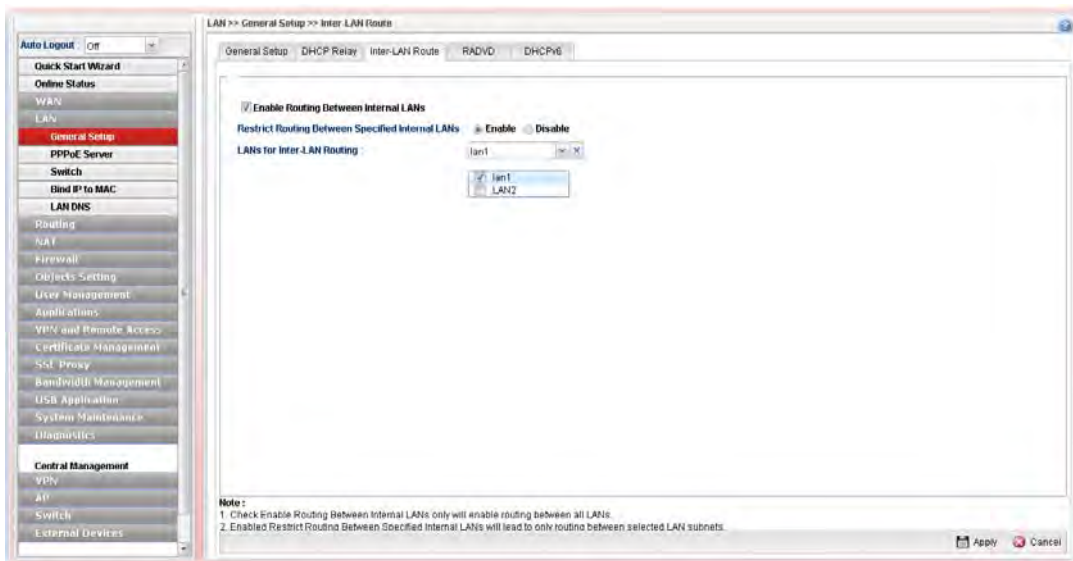 LAN >> General Setup >> Inter-LAN Route
Auto Logout : Off
Quick Start Wizard
Online Status
WAN
LAN
General Setup
PPPoE Server
Switch
Bind IP to MAC
LAN DNS
Routing
NAT
Firewall
Objects Setting
User Management
Applications
VPN and Remote Access
Certificate Management
SSL Proxy
Bandwidth Management
USB Application
System Maintenance
Diagnostics
Central Management
VPN
AP
Switch
External Devices
General Setup DHCP Relay Inter-LAN Route RADVD DHCPv6
Enable Routing Between Internal LANs
Restrict Routing Between Specified Internal LANs Enable Disable
LANs for Inter-LAN Routing : lan1
lan1
LAN2
Note :
1. Check Enable Routing Between Internal LANs only will enable routing between all LANs.
2. Enabled Restrict Routing Between Specified Internal LANs will lead to only routing between selected LAN subnets.
Apply Cancel